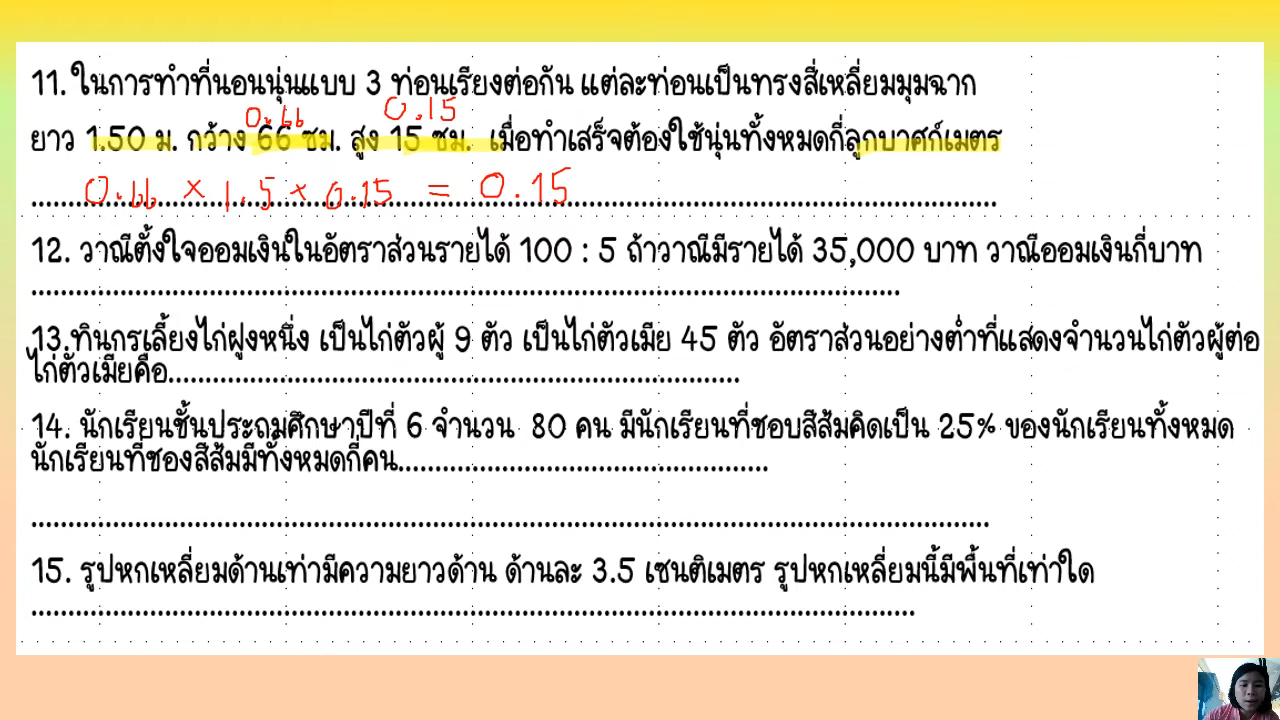 11. ในการทำที่นอนนุ่นแบบ 3 ท่อนเรียงต่อกัน แต่ละท่อนเป็นทรงสี่เหลี่ยมมุมฉาก
0.66 0.15
ยาว 1.50 ม. กว้าง 66 ซม. สูง 15 ซม. เมื่อทำเสร็จต้องใช้นุ่นทั้งหมดกี่ลูกบาศก์เมตร
0.66 × 1.5 × 0.15 = 0.15
12. วาณีตั้งใจออมเงินในอัตราส่วนรายได้ 100 : 5 ถ้าวาณีมีรายได้ 35,000 บาท วาณีออมเงินกี่บาท
13.ทินกรเลี้ยงไก่ฝูงหนึ่ง เป็นไก่ตัวผู้ 9 ตัว เป็นไก่ตัวเมีย 45 ตัว อัตราส่วนอย่างต่ำที่แสดงจำนวนไก่ตัวผู้ต่อ
ไก่ตัวเมียคือ................................................................................
14. นักเรียนชั้นประถมศึกษาปีที่ 6 จำนวน 80 คน มีนักเรียนที่ชอบสีส้มคิดเป็น 25% ของนักเรียนทั้งหมด
นักเรียนที่ชองสีส้มมีทั้งหมดกี่คน....................................................
15. รูปหกเหลี่ยมด้านเท่ามีความยาวด้าน ด้านละ 3.5 เซนติเมตร รูปหกเหลี่ยมนี้มีพื้นที่เท่าใด